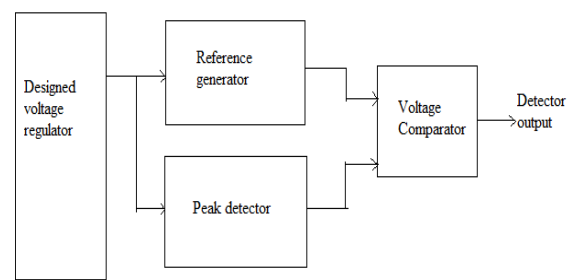 Designed
voltage
regulator
Reference
generator
Peak detector
Voltage
Comparator
Detector
output